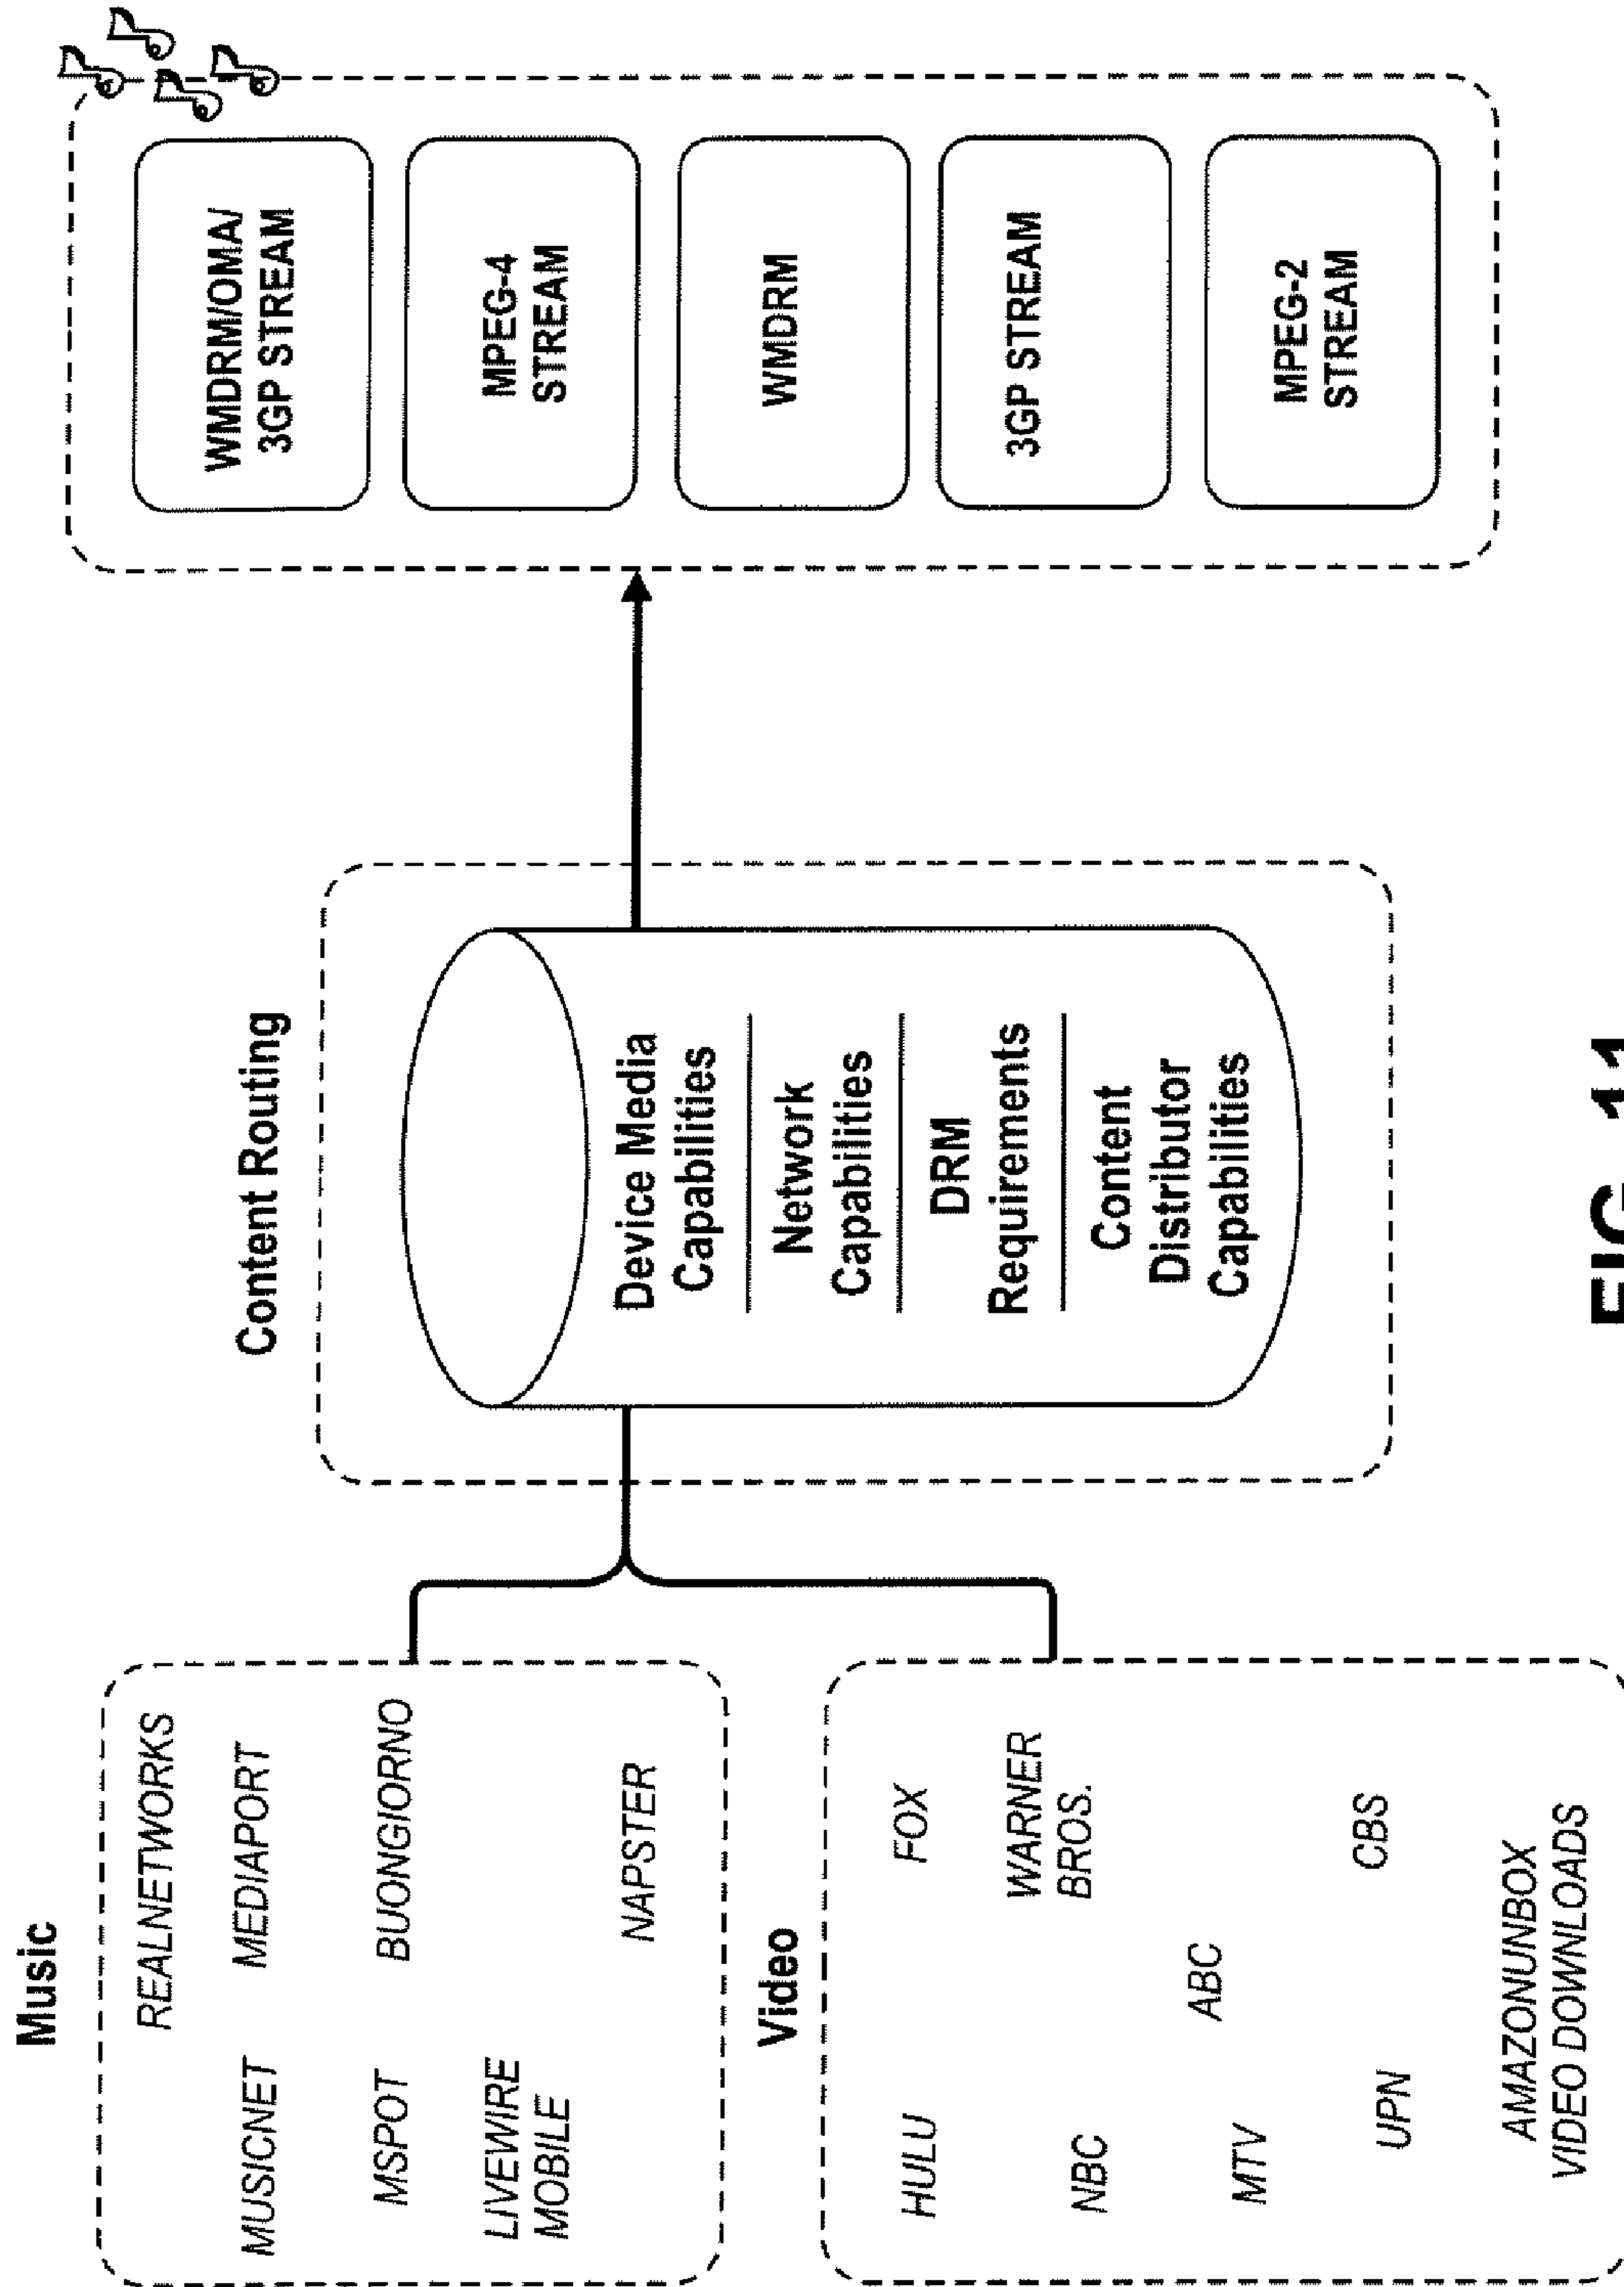 Music
REALNETWORKS
MUSICNET
MEDIAPORT
MSPOT
BUONGIORNO
LIVEWIRE
MOBILE
NAPSTER
Video
HULU
FOX
NBC
WARNER
BROS.
ABC
MTV
UPN
CBS
AMAZONUNBOX
VIDEO DOWNLOADS
Content Routing
Device Media
Capabilities
Network
Capabilities
DRM
Requirements
Content
Distributor
Capabilities
WMDRM/OMA/
3GP STREAM
MPEG-4
STREAM
WMDRM
3GP STREAM
MPEG-2
STREAM
FIG. 11